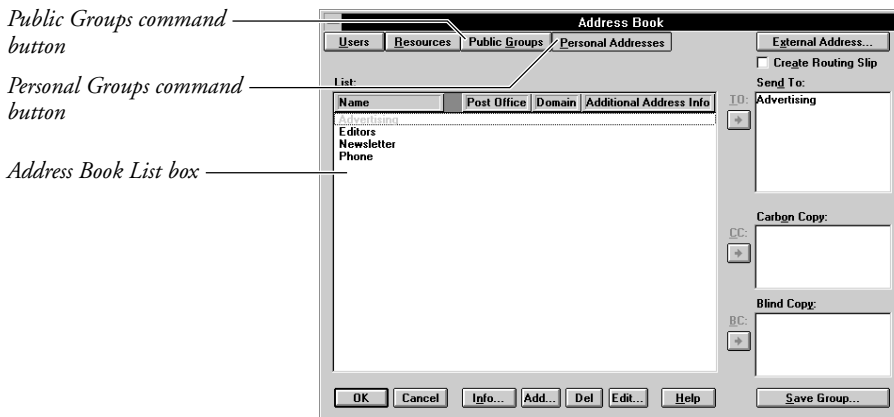 Public Groups command
button
Personal Groups command
button
Address Book List box
Address Book
Users Resources Public Groups Personal Addresses External Address...
Create Routing Slip
List: Send To:
Name Post Office Domain Additional Address Info TO: Advertising
Advertising
Editors
Newsletter
Phone
Carbon Copy:
CC:
Blind Copy:
BC:
OK Cancel Info... Add... Del Edit... Help Save Group...